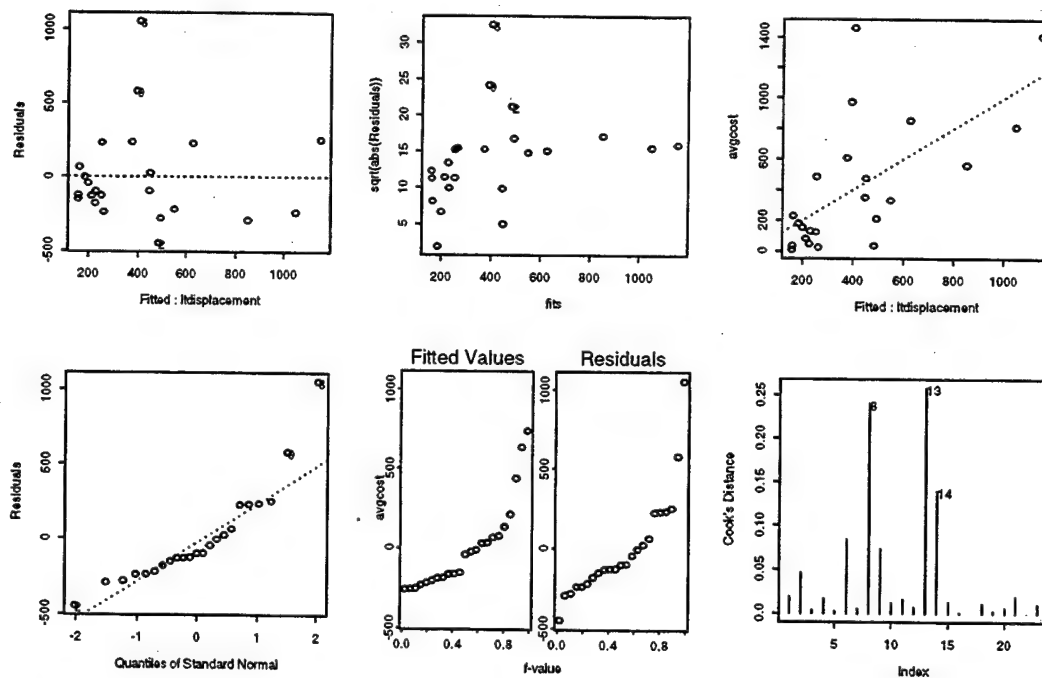 Residuals
1000
500
0
-500
200 400 600 800 1000
Fitted : ltdisplacement
sqrt(abs(Residuals))
30
25
20
15
10
5
200 400 600 800 1000
fits
avgcost
1400
1000
600
200
0
200 400 600 800 1000
Fitted : ltdisplacement
Residuals
1000
500
0
-500
-2 -1 0 1 2
Quantiles of Standard Normal
Fitted Values Residuals
avgcost
1000
500
0
-500
1000
500
0
-500
0.0 0.4 0.8 0.0 0.4 0.8
f-value
Cook's Distance
0.25
0.20
0.15
0.10
0.05
0.0
13
14
5 10 15 20
Index